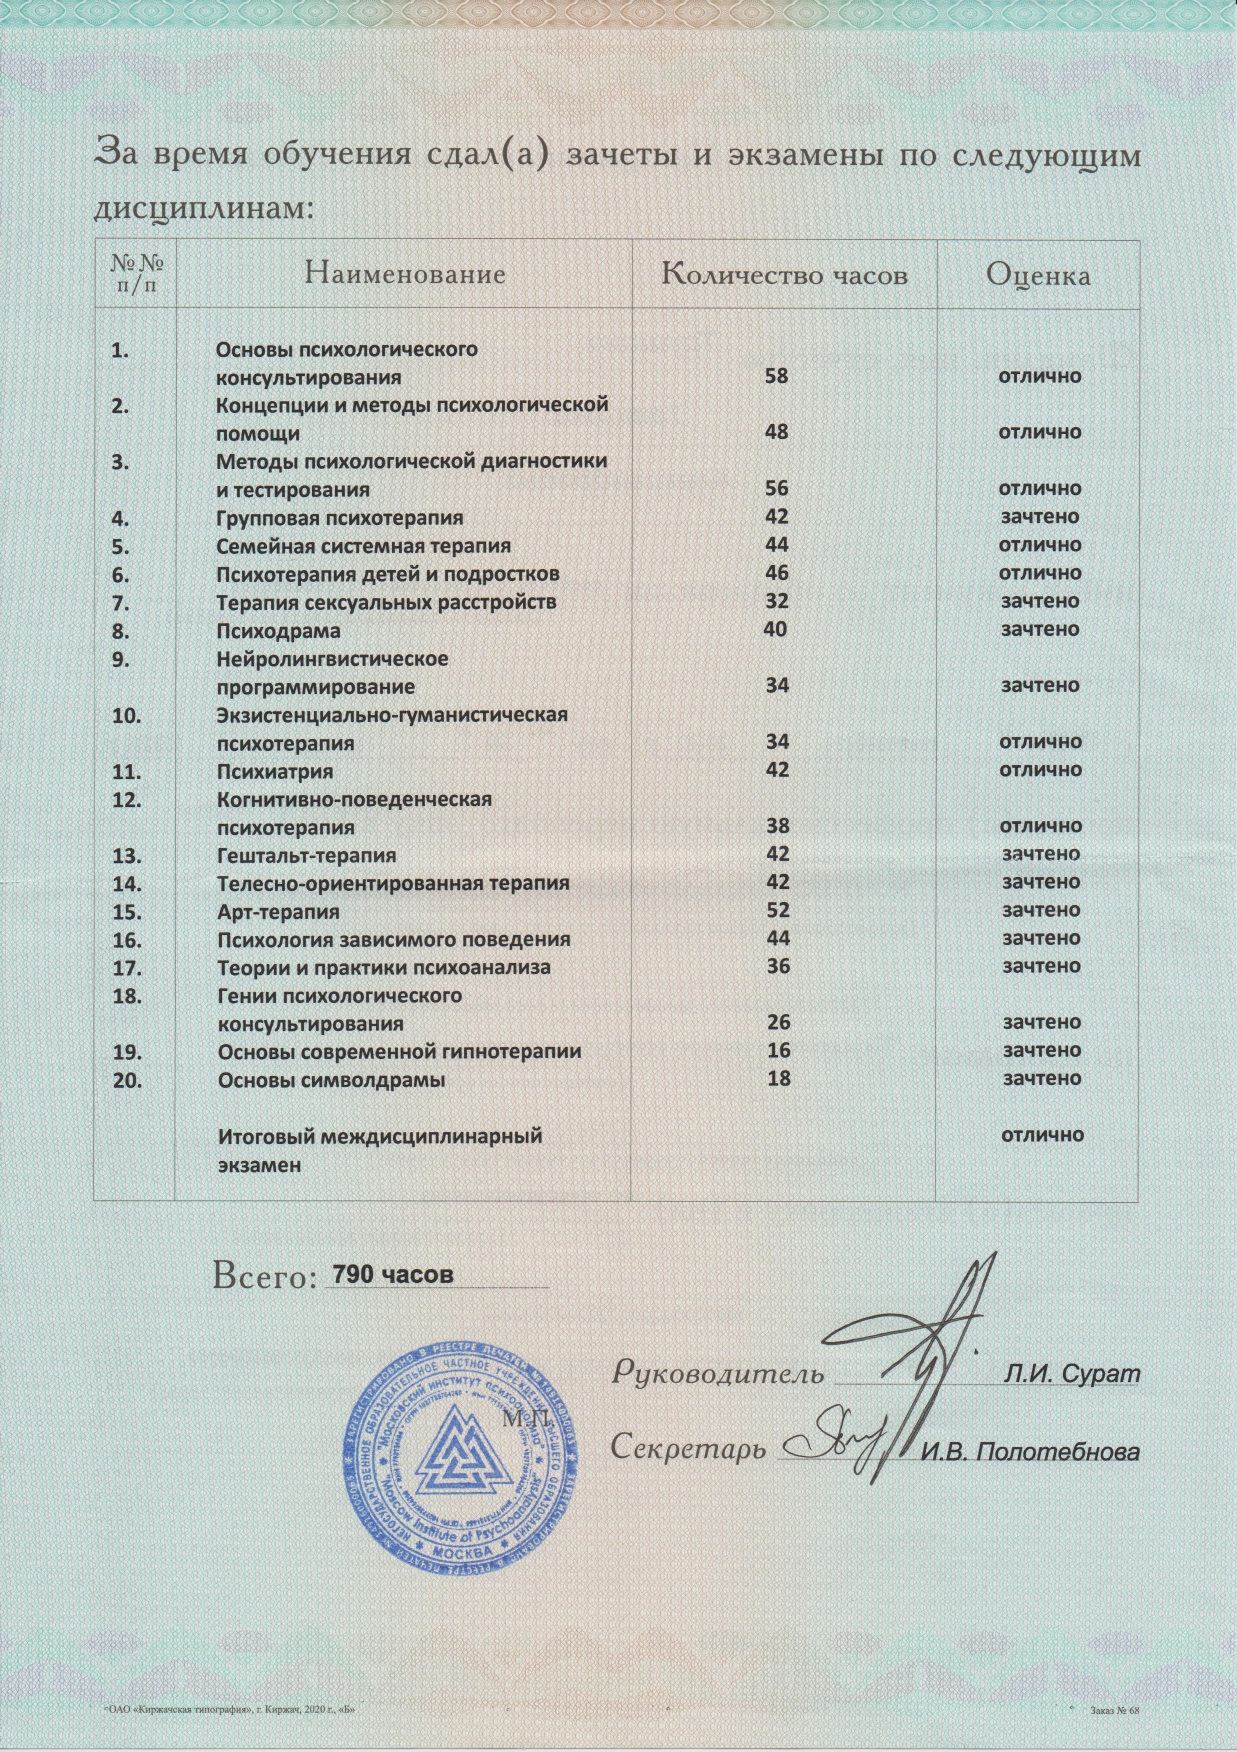 За время обучения сдал(а) зачеты и экзамены по следующим
дисциплинам:
№№ п/п Наименование Количество часов Оценка
1. Основы психологического
консультирования 58 отлично
2. Концепции и методы психологической
помощи 48 отлично
3. Методы психологической диагностики
и тестирования 56 отлично
4. Групповая психотерапия 42 зачтено
5. Семейная системная терапия 44 отлично
6. Психотерапия детей и подростков 46 отлично
7. Терапия сексуальных расстройств 32 зачтено
8. Психодрама 40 зачтено
9. Нейролингвистическое
программирование 34 зачтено
10. Экзистенциально-гуманистическая
психотерапия 34 отлично
11. Психиатрия 42 отлично
12. Когнитивно-поведенческая
психотерапия 38 отлично
13. Гештальт-терапия 42 зачтено
14. Телесно-ориентированная терапия 42 зачтено
15. Арт-терапия 52 зачтено
16. Психология зависимого поведения 44 зачтено
17. Теории и практики психоанализа 36 зачтено
18. Гении психологического
консультирования 26 зачтено
19. Основы современной гипнотерапии 16 зачтено
20. Основы символдрамы 18 зачтено
Итоговый междисциплинарный отлично
экзамен
Всего: 790 часов
Руководитель Л.И. Сурат
М.П.
Секретарь И.В. Полотебнова
НЕГОСУДАРСТВЕННОЕ ОБРАЗОВАТЕЛЬНОЕ ЧАСТНОЕ УЧРЕЖДЕНИЕ ВЫСШЕГО ОБРАЗОВАНИЯ
"МОСКОВСКИЙ ИНСТИТУТ ПСИХОАНАЛИЗА"
"Moscow Institute of Psychoanalysis"
МОСКВА
ОАО «Киржачская типография», г. Киржач, 2020 г., «Б» Заказ № 68